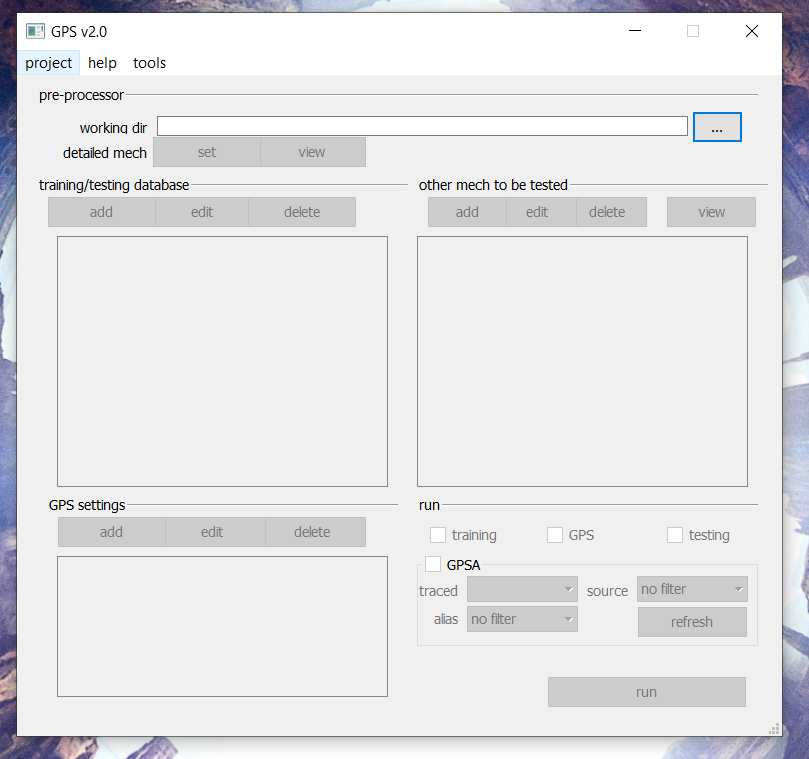 GPS v2.0
project help tools
pre-processor
working dir ...
detailed mech set view
training/testing database
add edit delete
other mech to be tested
add edit delete view
GPS settings
add edit delete
run
training GPS testing
GPSA
traced source no filter
alias no filter refresh
run